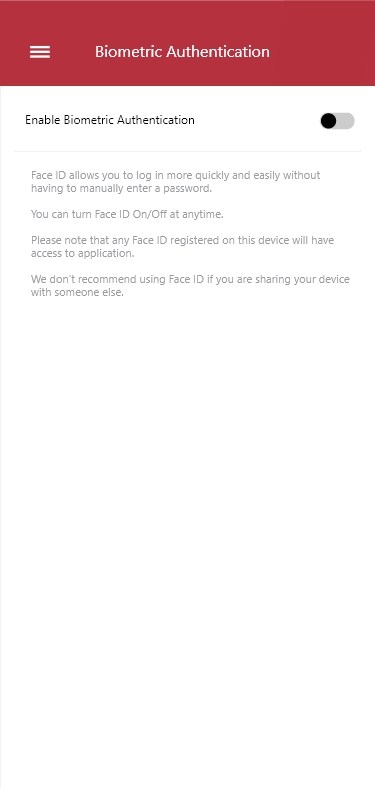 Biometric Authentication
Enable Biometric Authentication
Face ID allows you to log in more quickly and easily without
having to manually enter a password.
You can turn Face ID On/Off at anytime.
Please note that any Face ID registered on this device will have
access to application.
We don't recommend using Face ID if you are sharing your device
with someone else.